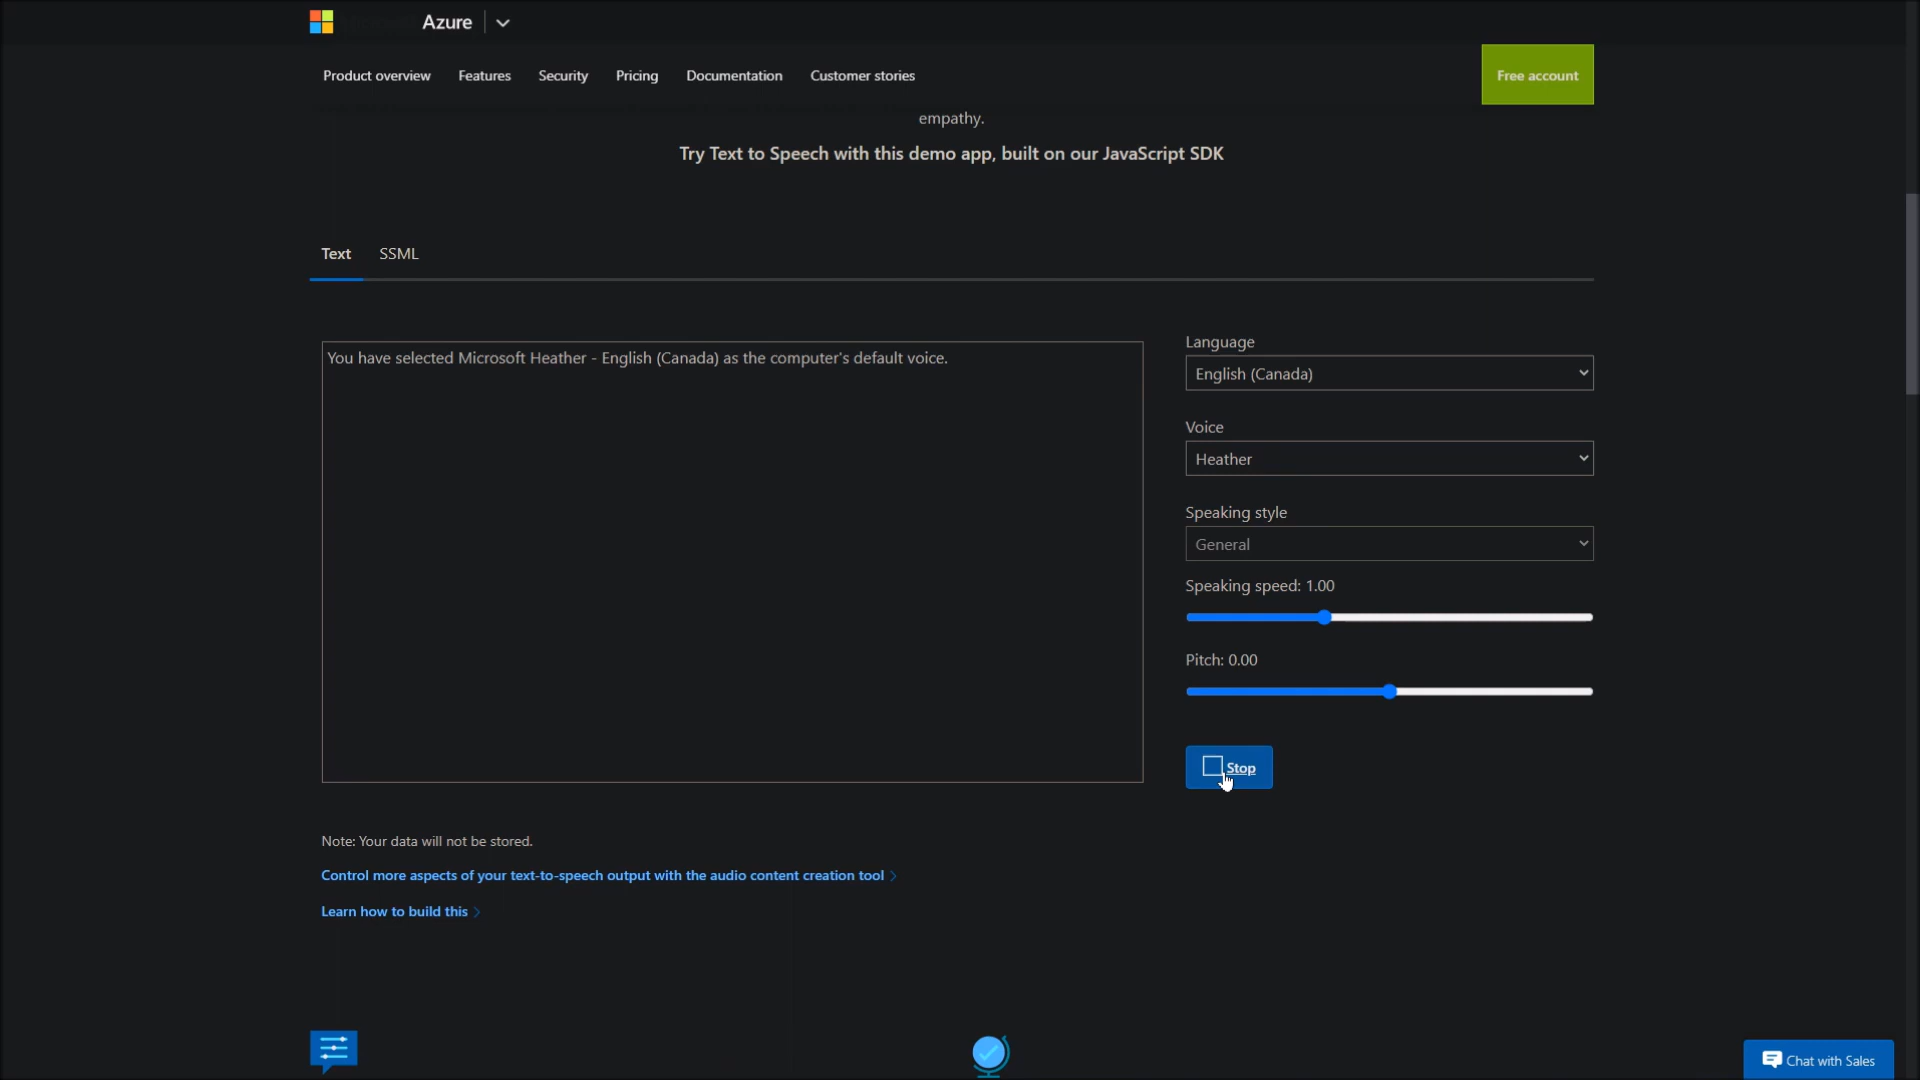 Azure
Product overview Features Security Pricing Documentation Customer stories Free account
empathy.
Try Text to Speech with this demo app, built on our JavaScript SDK
Text SSML
You have selected Microsoft Heather - English (Canada) as the computer's default voice.
Language
English (Canada)
Voice
Heather
Speaking style
General
Speaking speed: 1.00
Pitch: 0.00
Stop
Note: Your data will not be stored.
Control more aspects of your text-to-speech output with the audio content creation tool
Learn how to build this
Chat with Sales